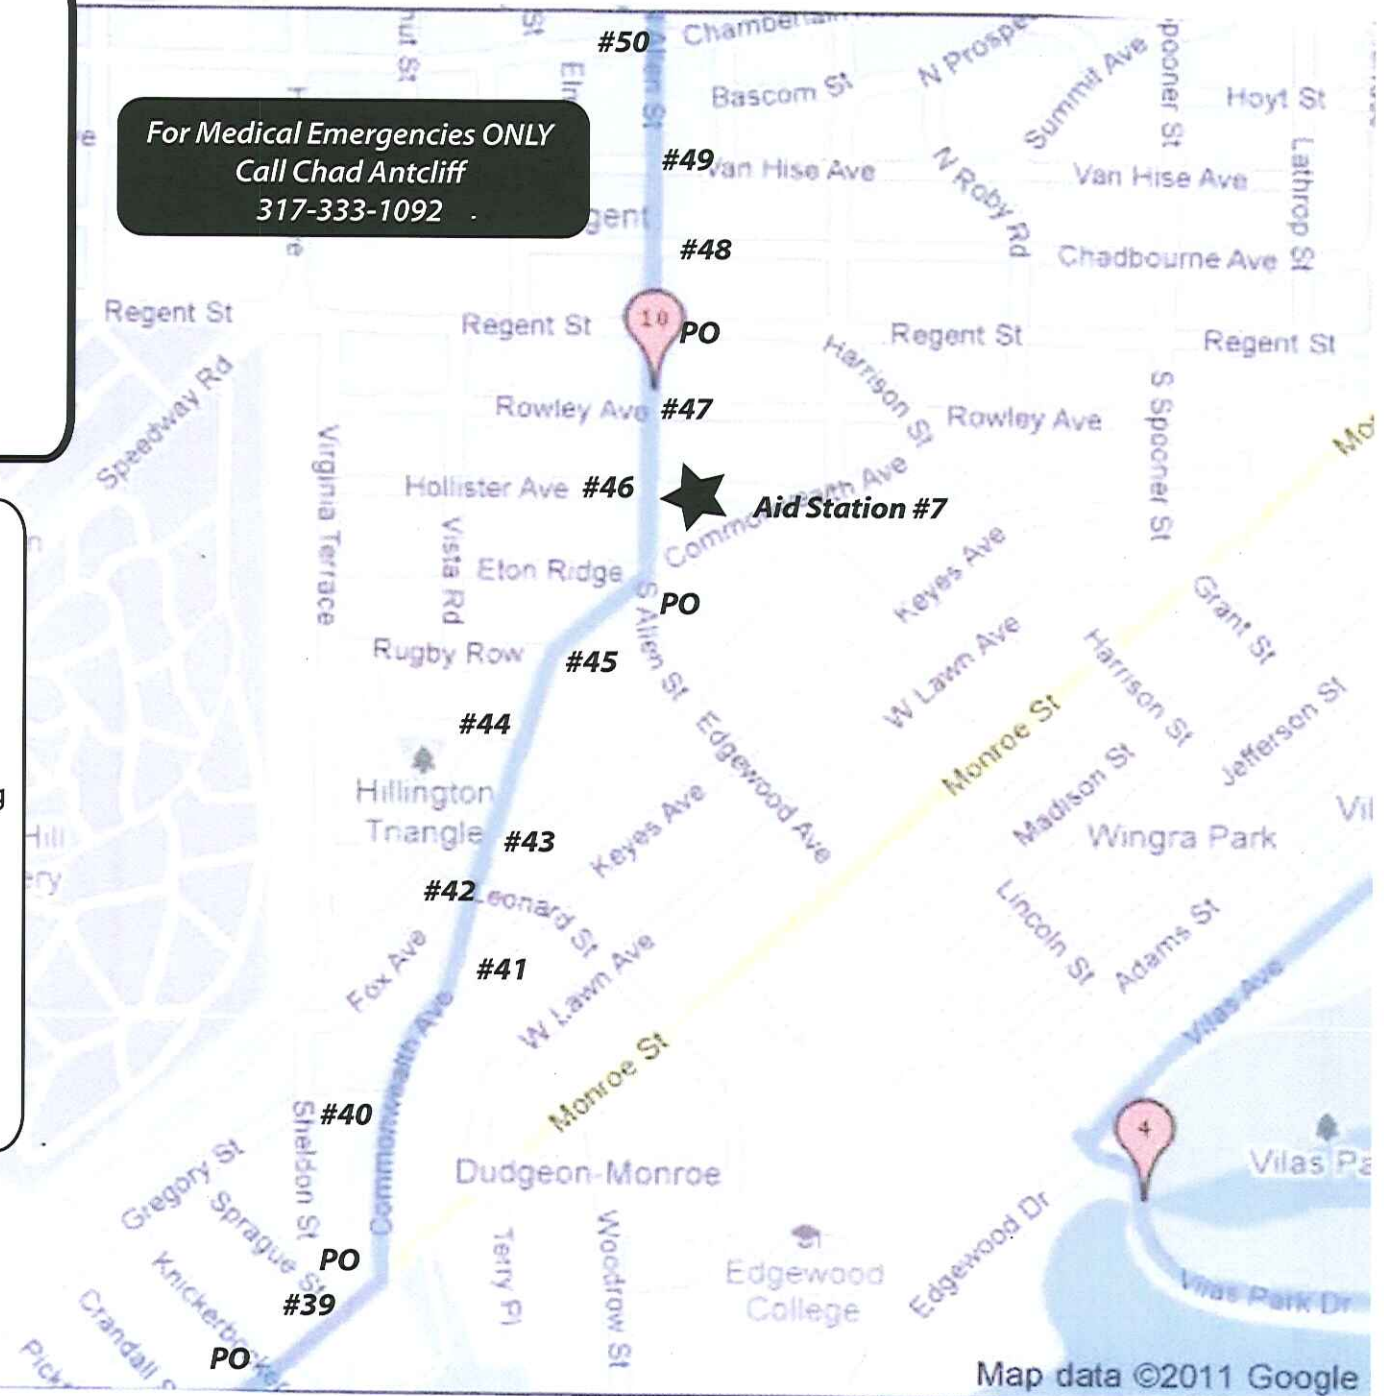 #50
Bascom St
Summit Ave
Hoyt St
For Medical Emergencies ONLY
Call Chad Antcliff
317-333-1092
#49
Van Hise Ave
N Roby Rd
Van Hise Ave
Lathrop St
#48
Chadbourne Ave
Regent St
Regent St
10
PO
Regent St
Regent St
Speedway Rd
Rowley Ave
#47
Harrison St
Rowley Ave
S Spooner St
Virginia Terrace
Hollister Ave
#46
Aid Station #7
Vista Rd
Eton Ridge
PO
S Allen St
Keyes Ave
Grant St
Rugby Row
#45
W Lawn Ave
Harrison St
#44
Edgewood Ave
Monroe St
Jefferson St
Hillington
Triangle
#43
Keyes Ave
Madison St
Wingra Park
#42
Leonard St
Lincoln St
Adams St
Fox Ave
#41
W Lawn Ave
Vilas Ave
Commonwealth Ave
Monroe St
#40
Sheldon St
4
Gregory St
Dudgeon-Monroe
Sprague St
PO
Terry Pl
Woodrow St
Edgewood
College
Edgewood Dr
Vilas Park Dr
#39
PO
Map data ©2011 Google